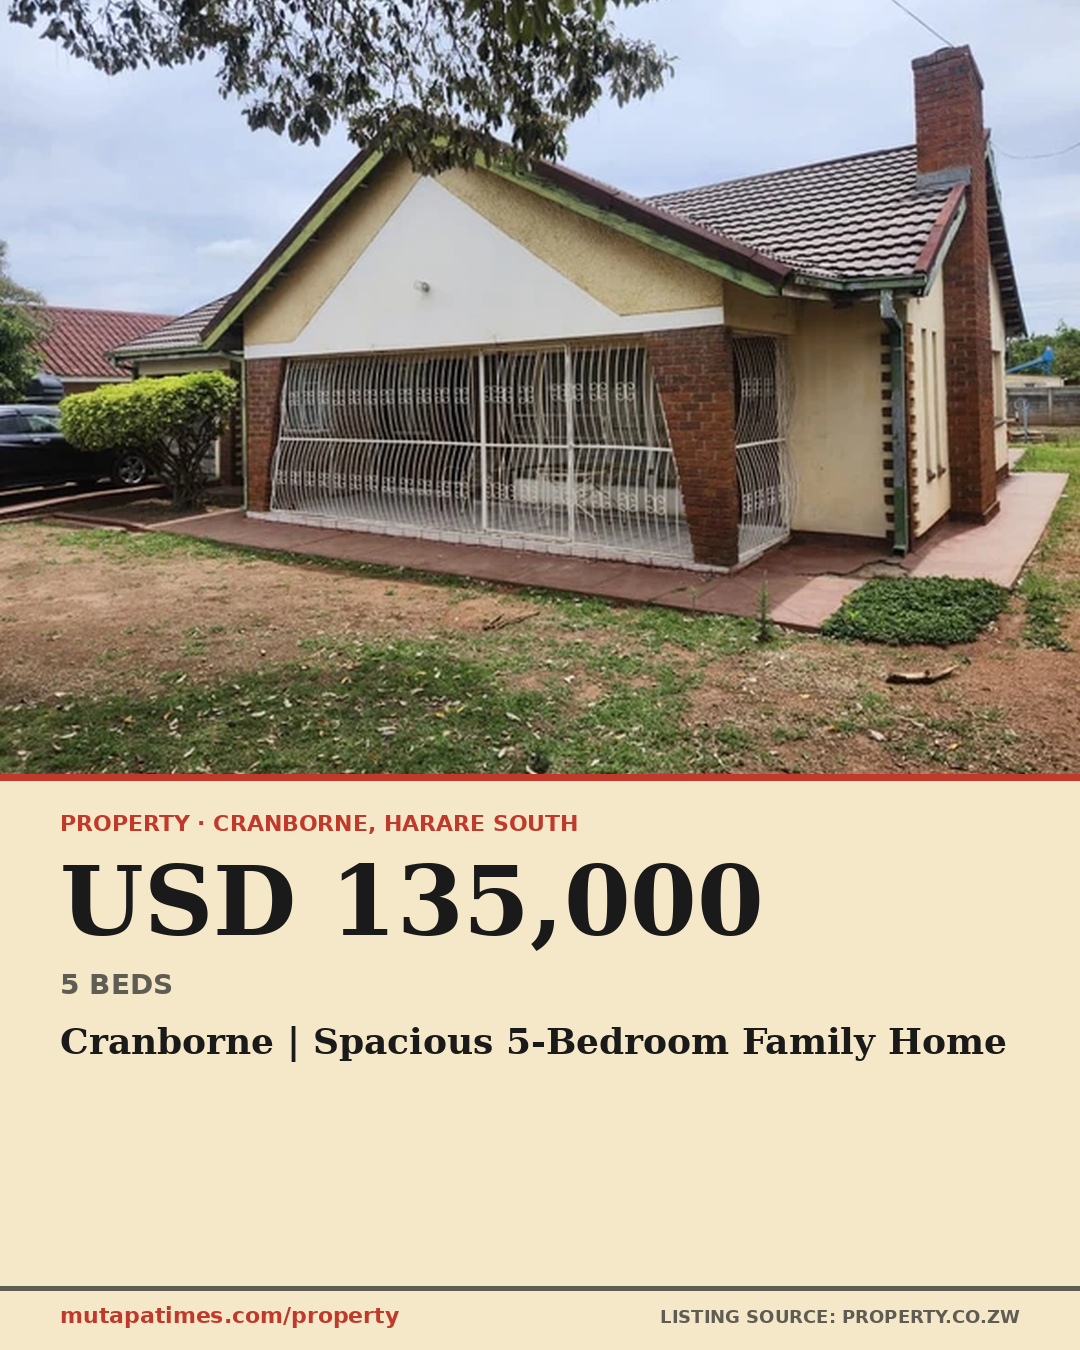 PROPERTY · CRANBORNE, HARARE SOUTH
USD 135,000
5 BEDS
Cranborne | Spacious 5-Bedroom Family Home
mutapatimes.com/property
LISTING SOURCE: PROPERTY.CO.ZW